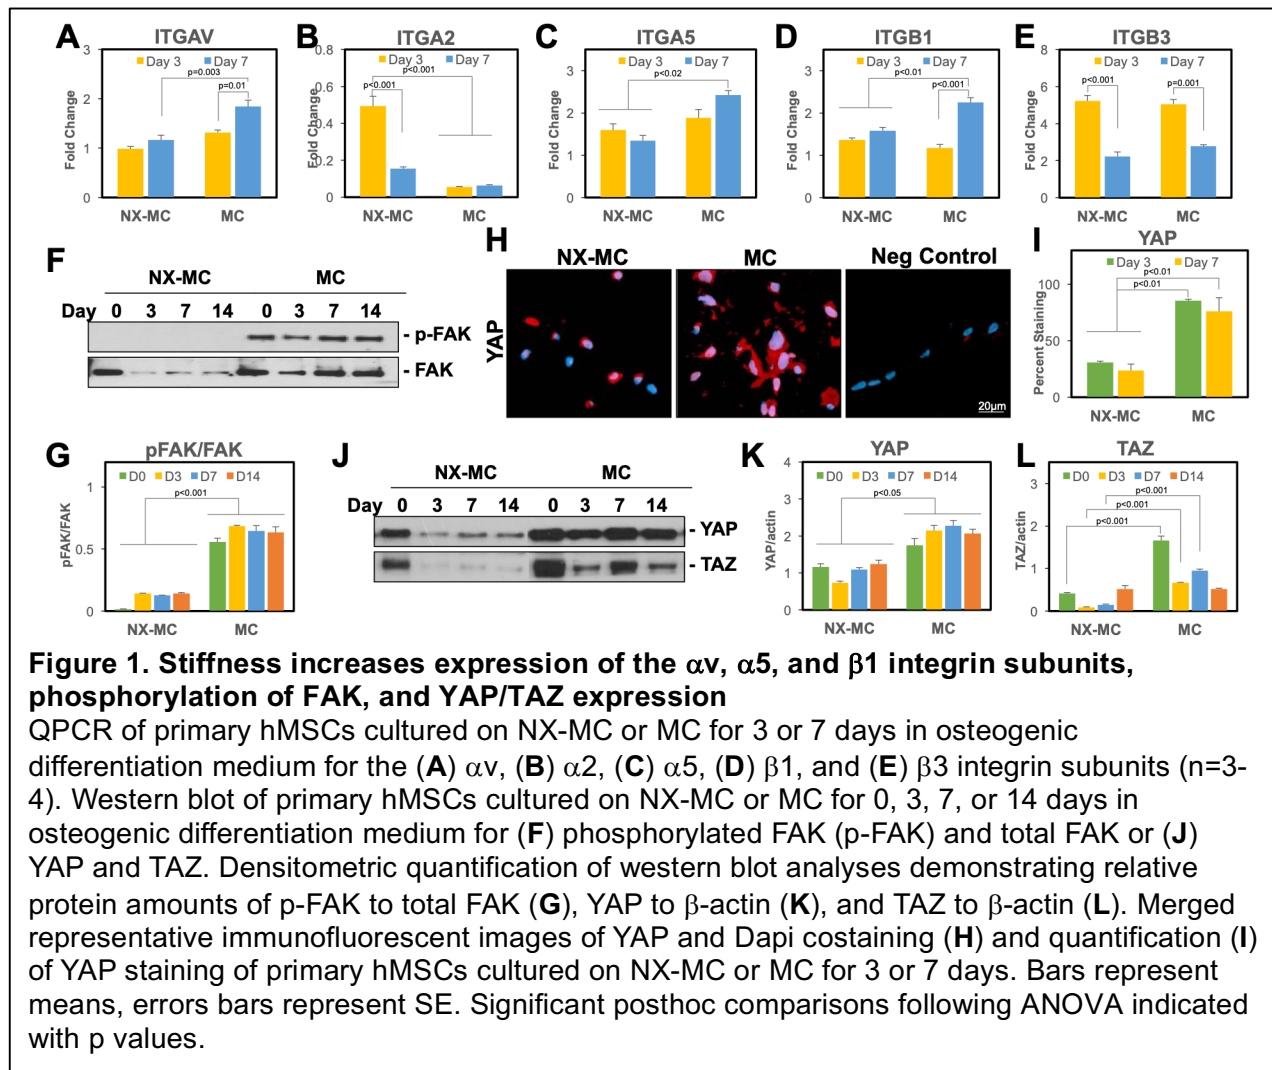 A ITGAV
3
2
1
0
Fold Change
Day 3 Day 7
p=0.003
p=0.01
NX-MC MC
B ITGA2
0.8
0.6
0.4
0.2
0
Fold Change
Day 3 Day 7
p<0.001
p<0.001
NX-MC MC
C ITGA5
3
2
1
0
Fold Change
Day 3 Day 7
p<0.02
NX-MC MC
D ITGB1
3
2
1
0
Fold Change
Day 3 Day 7
p<0.01
p<0.001
NX-MC MC
E ITGB3
8
6
4
2
0
Fold Change
Day 3 Day 7
p<0.001
p=0.001
NX-MC MC
F
NX-MC MC
Day 0 3 7 14 0 3 7 14
- p-FAK
- FAK
H
NX-MC MC Neg Control
YAP
20µm
I YAP
Day 3 Day 7
p<0.01
p<0.01
100
50
0
Percent Staining
NX-MC MC
G pFAK/FAK
D0 D3 D7 D14
1
0.5
0
pFAK/FAK
p<0.001
NX-MC MC
J
NX-MC MC
Day 0 3 7 14 0 3 7 14
- YAP
- TAZ
K YAP
4
3
2
1
0
YAP/actin
D0 D3 D7 D14
p<0.05
NX-MC MC
L TAZ
3
2
1
0
TAZ/actin
D0 D3 D7 D14
p<0.001
p<0.001
p<0.001
NX-MC MC
Figure 1. Stiffness increases expression of the αv, α5, and β1 integrin subunits,
phosphorylation of FAK, and YAP/TAZ expression
QPCR of primary hMSCs cultured on NX-MC or MC for 3 or 7 days in osteogenic
differentiation medium for the (A) αv, (B) α2, (C) α5, (D) β1, and (E) β3 integrin subunits (n=3-
4). Western blot of primary hMSCs cultured on NX-MC or MC for 0, 3, 7, or 14 days in
osteogenic differentiation medium for (F) phosphorylated FAK (p-FAK) and total FAK or (J)
YAP and TAZ. Densitometric quantification of western blot analyses demonstrating relative
protein amounts of p-FAK to total FAK (G), YAP to β-actin (K), and TAZ to β-actin (L). Merged
representative immunofluorescent images of YAP and Dapi costaining (H) and quantification (I)
of YAP staining of primary hMSCs cultured on NX-MC or MC for 3 or 7 days. Bars represent
means, errors bars represent SE. Significant posthoc comparisons following ANOVA indicated
with p values.